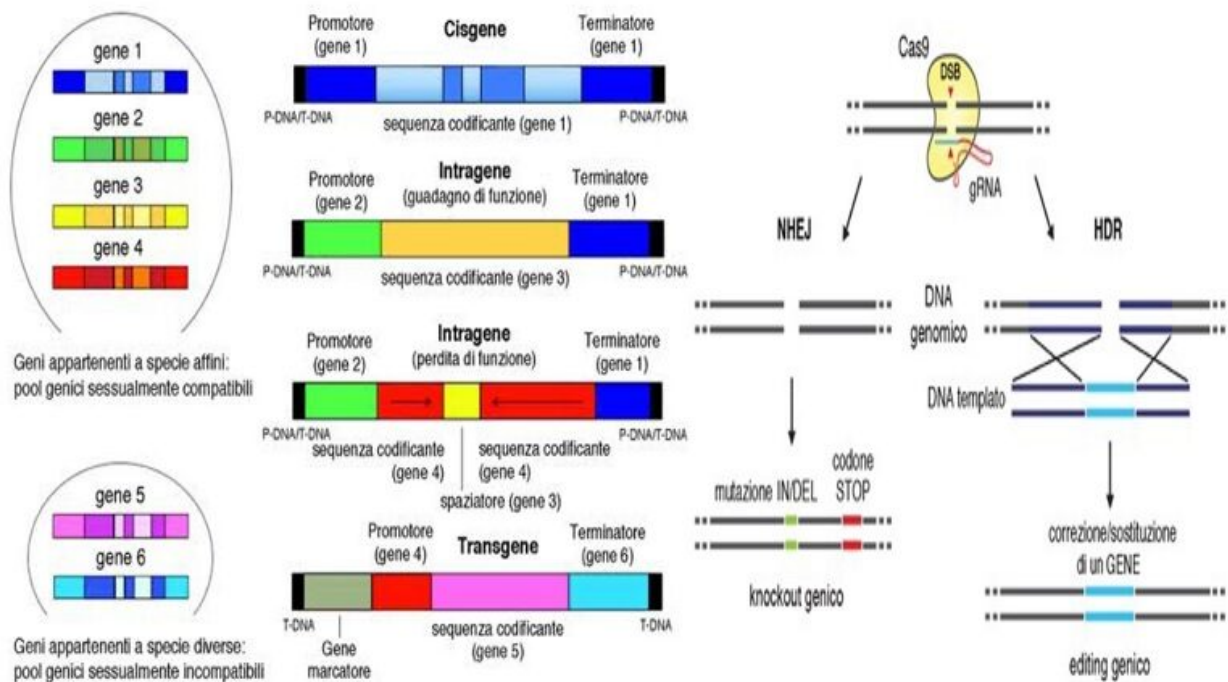 gene 1
gene 2
gene 3
gene 4
Geni appartenenti a specie affini:
pool genici sessualmente compatibili
gene 5
gene 6
Geni appartenenti a specie diverse:
pool genici sessualmente incompatibili
Promotore
(gene 1)
Cisgene
Terminatore
(gene 1)
P-DNA/T-DNA
sequenza codificante (gene 1)
P-DNA/T-DNA
Promotore
(gene 2)
Intragene
(guadagno di funzione)
Terminatore
(gene 1)
P-DNA/T-DNA
sequenza codificante (gene 3)
P-DNA/T-DNA
Promotore
(gene 2)
Intragene
(perdita di funzione)
Terminatore
(gene 1)
P-DNA/T-DNA
sequenza codificante
(gene 4)
sequenza codificante
(gene 4)
P-DNA/T-DNA
spaziatore (gene 3)
Promotore
(gene 4)
Transgene
Terminatore
(gene 6)
T-DNA
Gene
marcatore
sequenza codificante
(gene 5)
T-DNA
Cas9
DSB
gRNA
NHEJ
HDR
DNA
genomico
DNA templato
mutazione IN/DEL
codone
STOP
knockout genico
correzione/sostituzione
di un GENE
editing genico